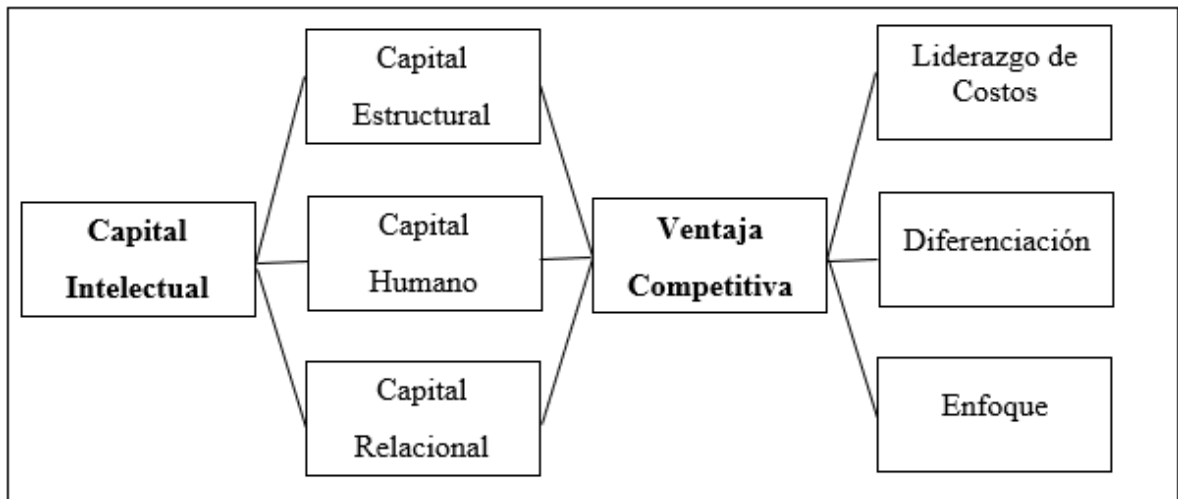 Capital
Intelectual
Capital
Estructural
Capital
Humano
Capital
Relacional
Ventaja
Competitiva
Liderazgo de
Costos
Diferenciación
Enfoque